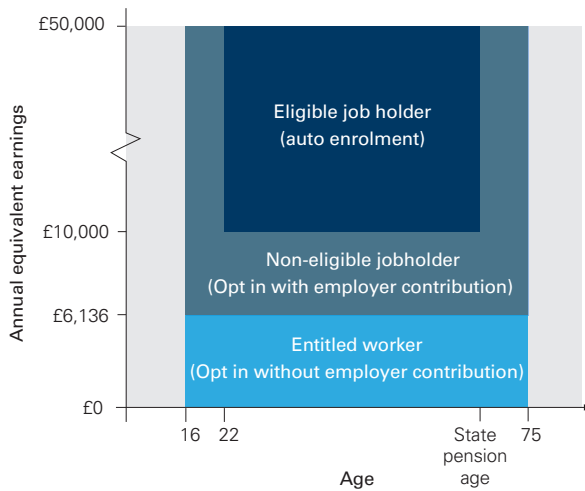 £50,000
Annual equivalent earnings
Eligible job holder
(auto enrolment)
£10,000
Non-eligible jobholder
(Opt in with employer contribution)
£6,136
Entitled worker
(Opt in without employer contribution)
£0
16
22
State
pension
age
75
Age